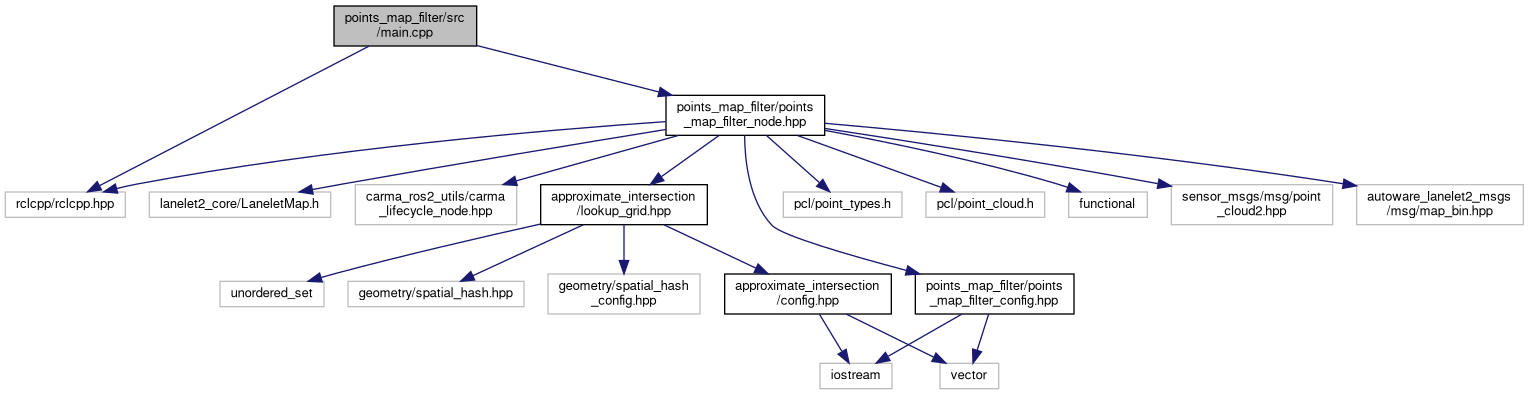 points_map_filter/src
/main.cpp
points_map_filter/points
_map_filter_node.hpp
rclcpp/rclcpp.hpp
lanelet2_core/LaneletMap.h
carma_ros2_utils/carma
_lifecycle_node.hpp
approximate_intersection
/lookup_grid.hpp
pcl/point_types.h
pcl/point_cloud.h
functional
sensor_msgs/msg/point
_cloud2.hpp
autoware_lanelet2_msgs
/msg/map_bin.hpp
unordered_set
geometry/spatial_hash.hpp
geometry/spatial_hash
_config.hpp
approximate_intersection
/config.hpp
points_map_filter/points
_map_filter_config.hpp
iostream
vector